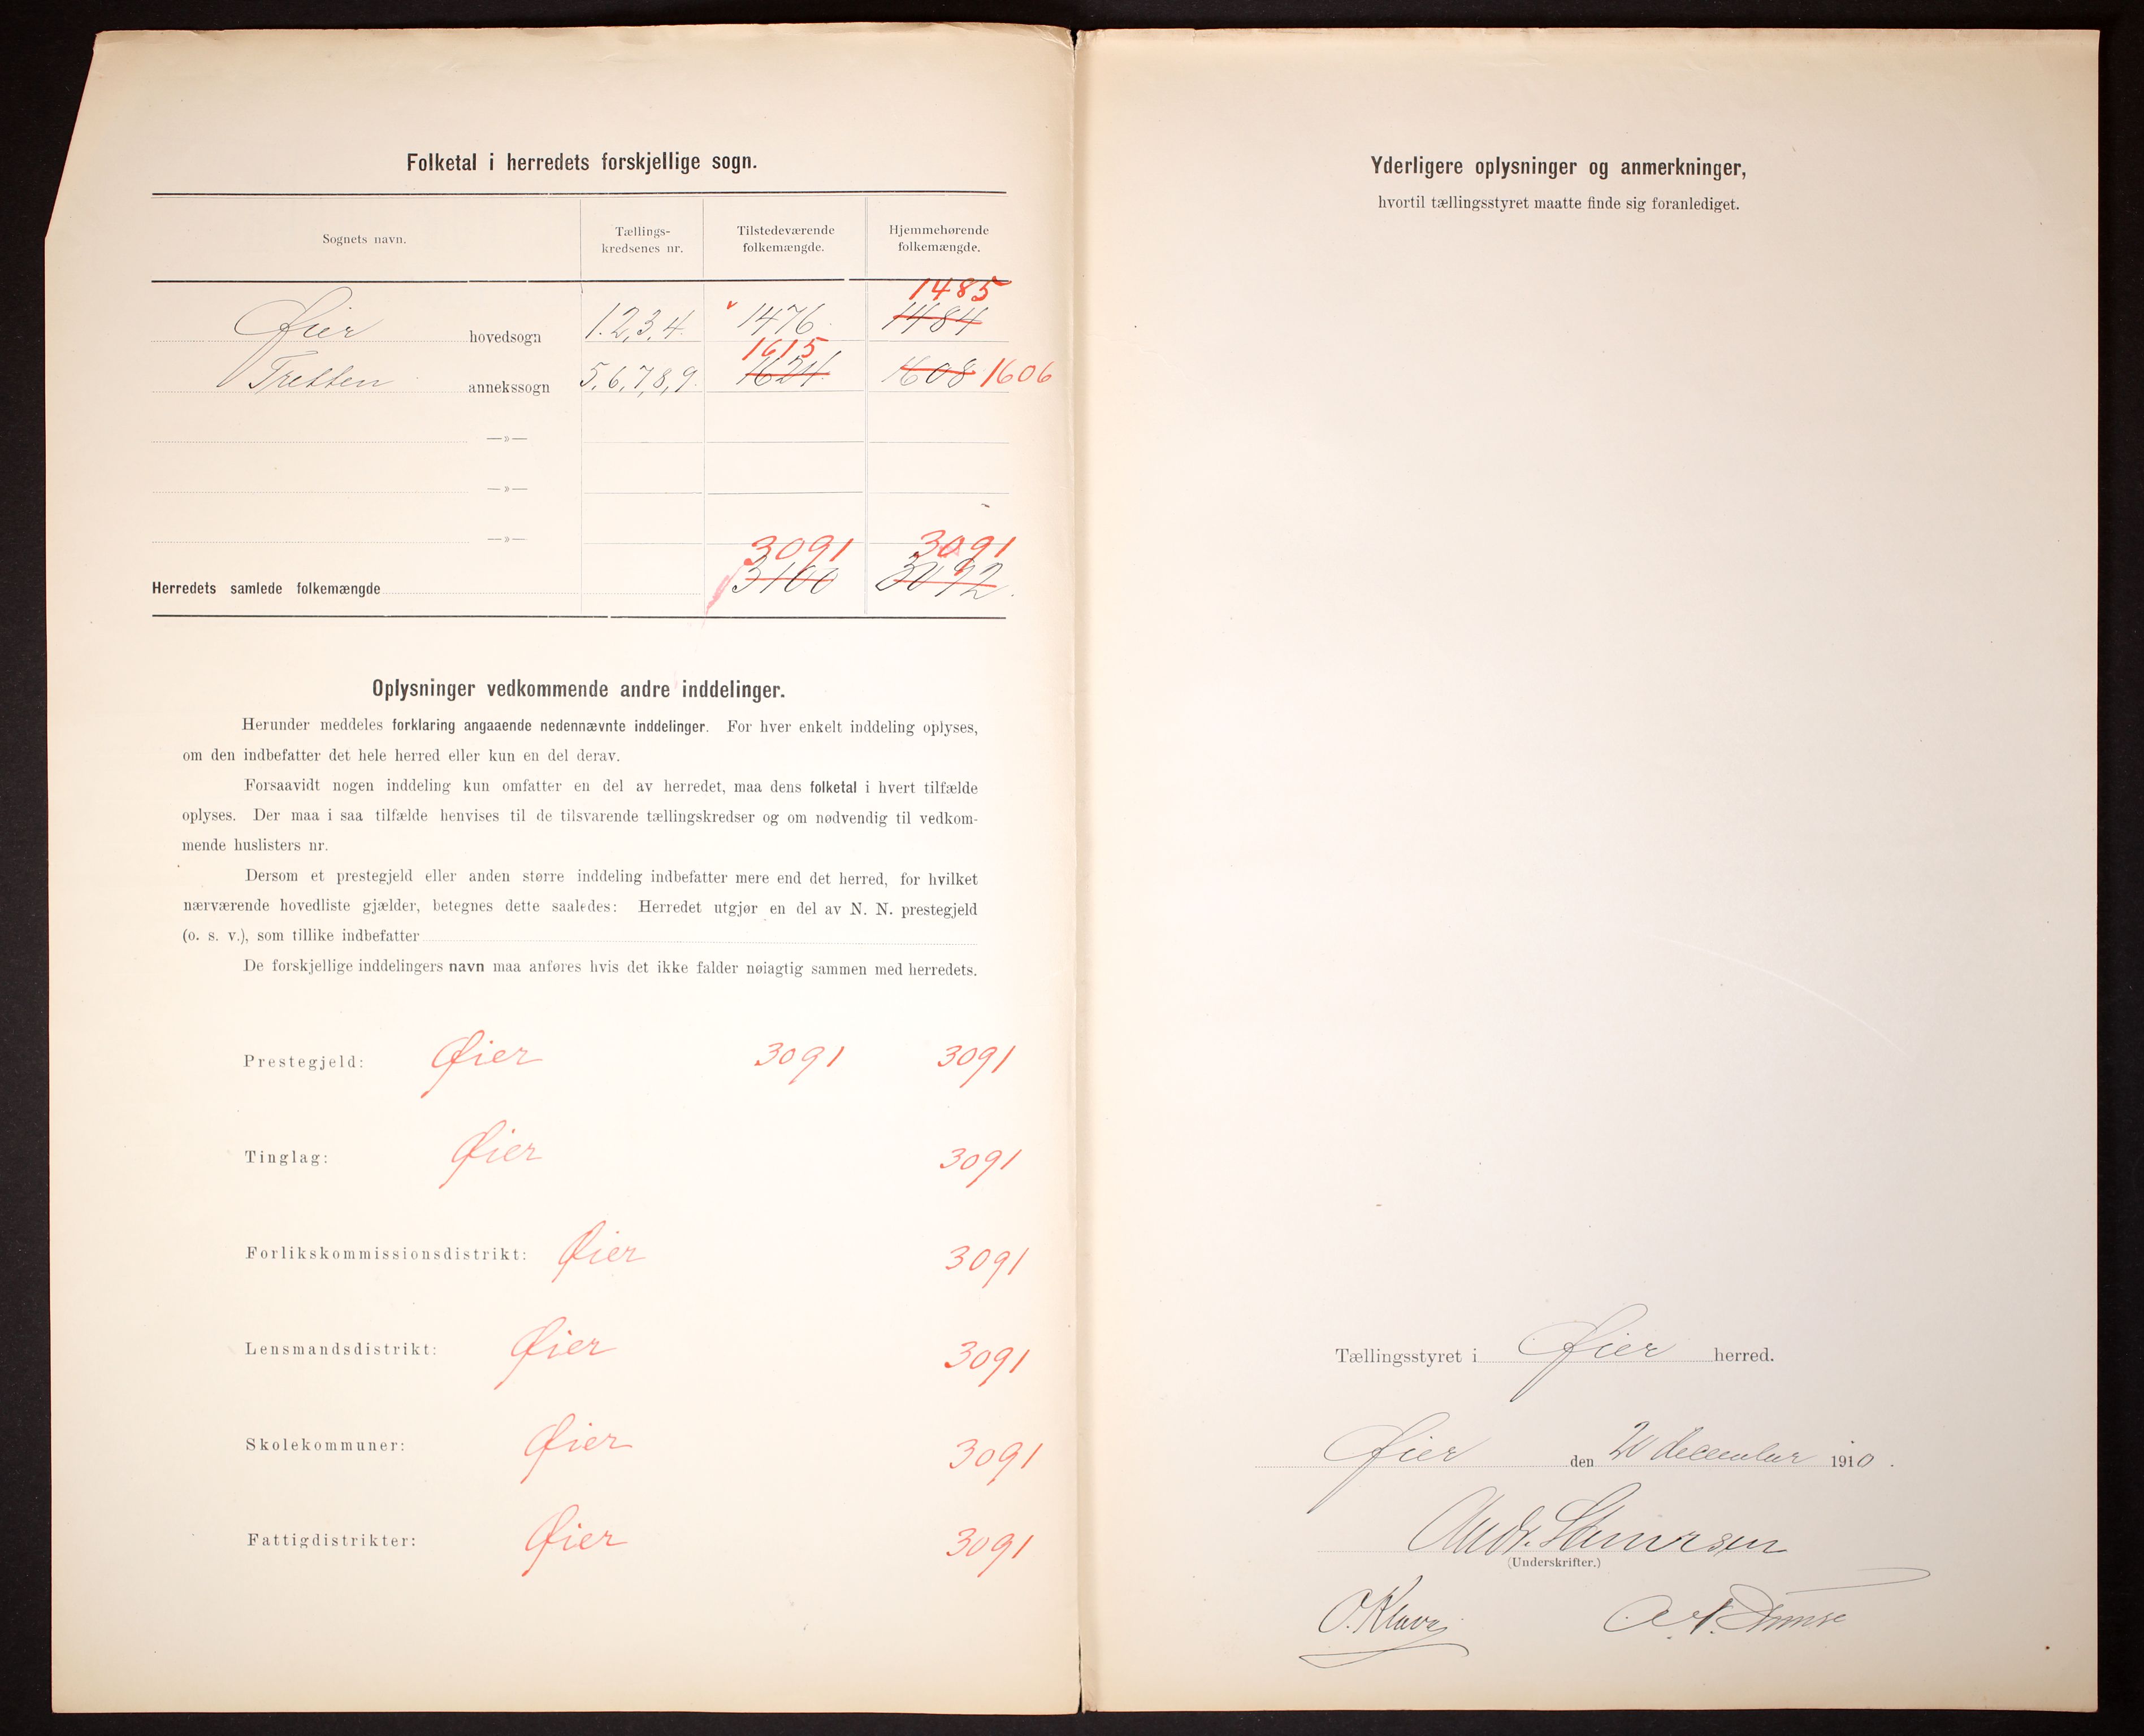 Folketal i herredets forskjellige sogn.
Sognets navn.
Tællings-
kredsenes nr.
Tilstedeværende
folkemængde.
Hjemmehørende
folkemængde.
1485
Øier hovedsogn 1.2,3,4. 1476. 1484
1615
Tretten annekssogn 5,6,7,8,9. 1624. 1608 1606
—»—
—»—
—»—
3091 3091
Herredets samlede folkemængde 3100 3092.
Oplysninger vedkommende andre inddelinger.
Herunder meddeles forklaring angaaende nedennævnte inddelinger. For hver enkelt inddeling oplyses,
om den indbefatter det hele herred eller kun en del derav.
Forsaavidt nogen inddeling kun omfatter en del av herredet, maa dens folketal i hvert tilfælde
oplyses. Der maa i saa tilfælde henvises til de tilsvarende tællingskredser og om nødvendig til vedkom-
mende huslisters nr.
Dersom et prestegjeld eller anden større inddeling indbefatter mere end det herred, for hvilket
nærværende hovedliste gjælder, betegnes dette saaledes: Herredet utgjør en del av N. N. prestegjeld
(o. s. v.), som tillike indbefatter
De forskjellige inddelingers navn maa anføres hvis det ikke falder nøiagtig sammen med herredets.
Prestegjeld: Øier 3091 3091
Tinglag: Øier 3091
Forlikskommissionsdistrikt: Øier 3091
Lensmandsdistrikt: Øier 3091
Skolekommuner: Øier 3091
Fattigdistrikter: Øier 3091
Yderligere oplysninger og anmerkninger,
hvortil tællingsstyret maatte finde sig foranlediget.
Tællingsstyret i Øier herred.
Øier den 20 december 1910.
(Underskrifter.)